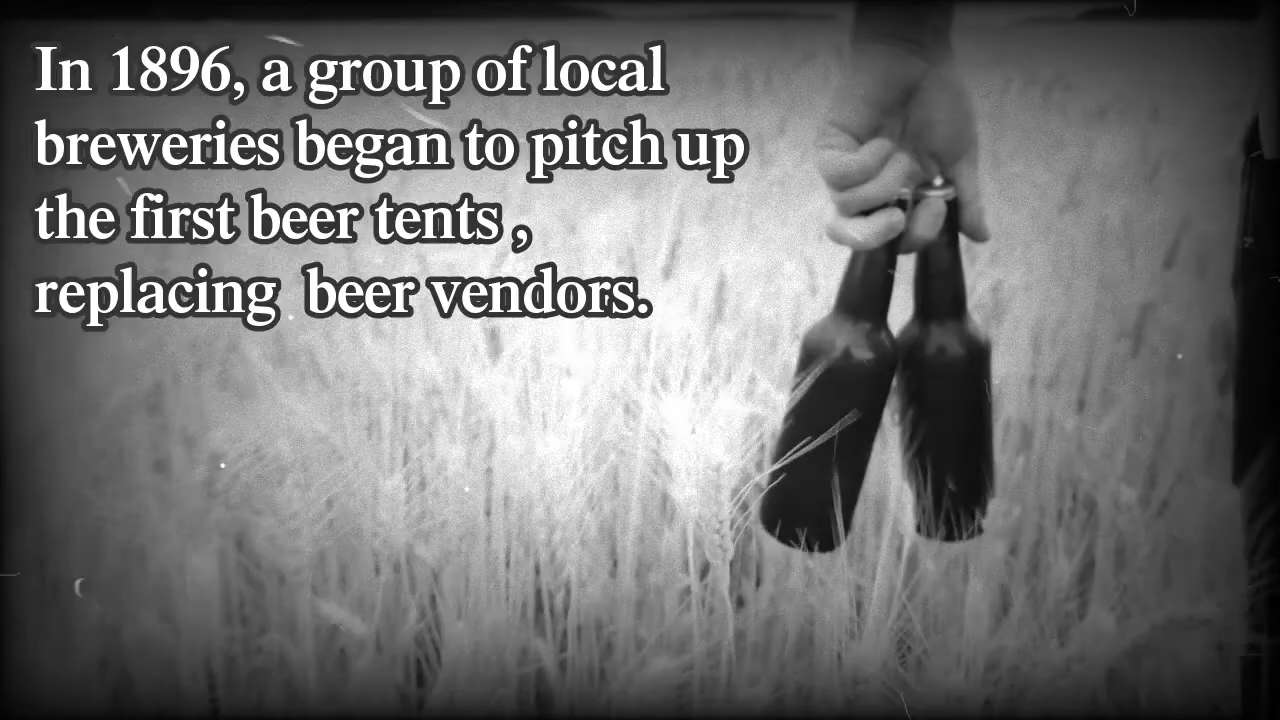 In 1896, a group of local
breweries began to pitch up
the first beer tents ,
replacing  beer vendors.